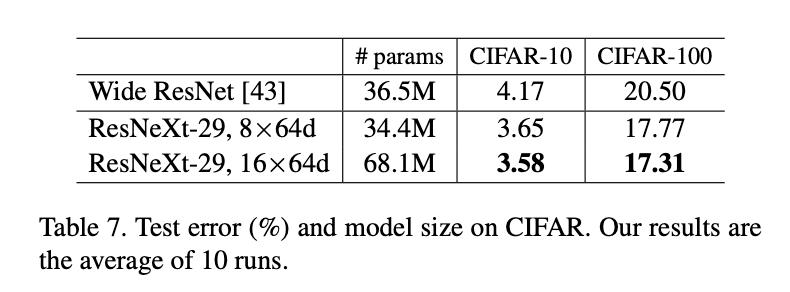 # params CIFAR-10 CIFAR-100
Wide ResNet [43] 36.5M 4.17 20.50
ResNeXt-29, 8×64d 34.4M 3.65 17.77
ResNeXt-29, 16×64d 68.1M 3.58 17.31
Table 7. Test error (%) and model size on CIFAR. Our results are
the average of 10 runs.